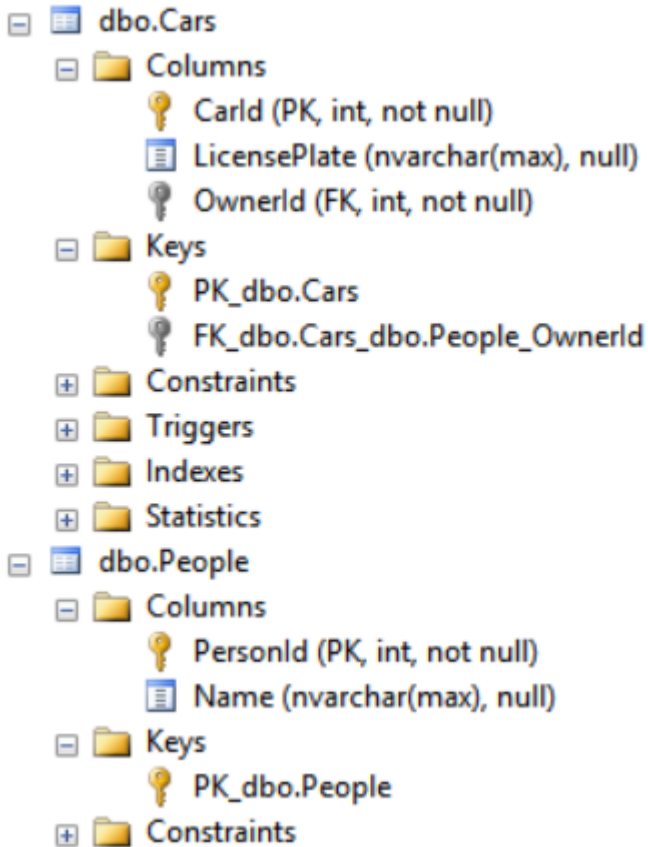 dbo.Cars
Columns
CarId (PK, int, not null)
LicensePlate (nvarchar(max), null)
OwnerId (FK, int, not null)
Keys
PK_dbo.Cars
FK_dbo.Cars_dbo.People_OwnerId
Constraints
Triggers
Indexes
Statistics
dbo.People
Columns
PersonId (PK, int, not null)
Name (nvarchar(max), null)
Keys
PK_dbo.People
Constraints